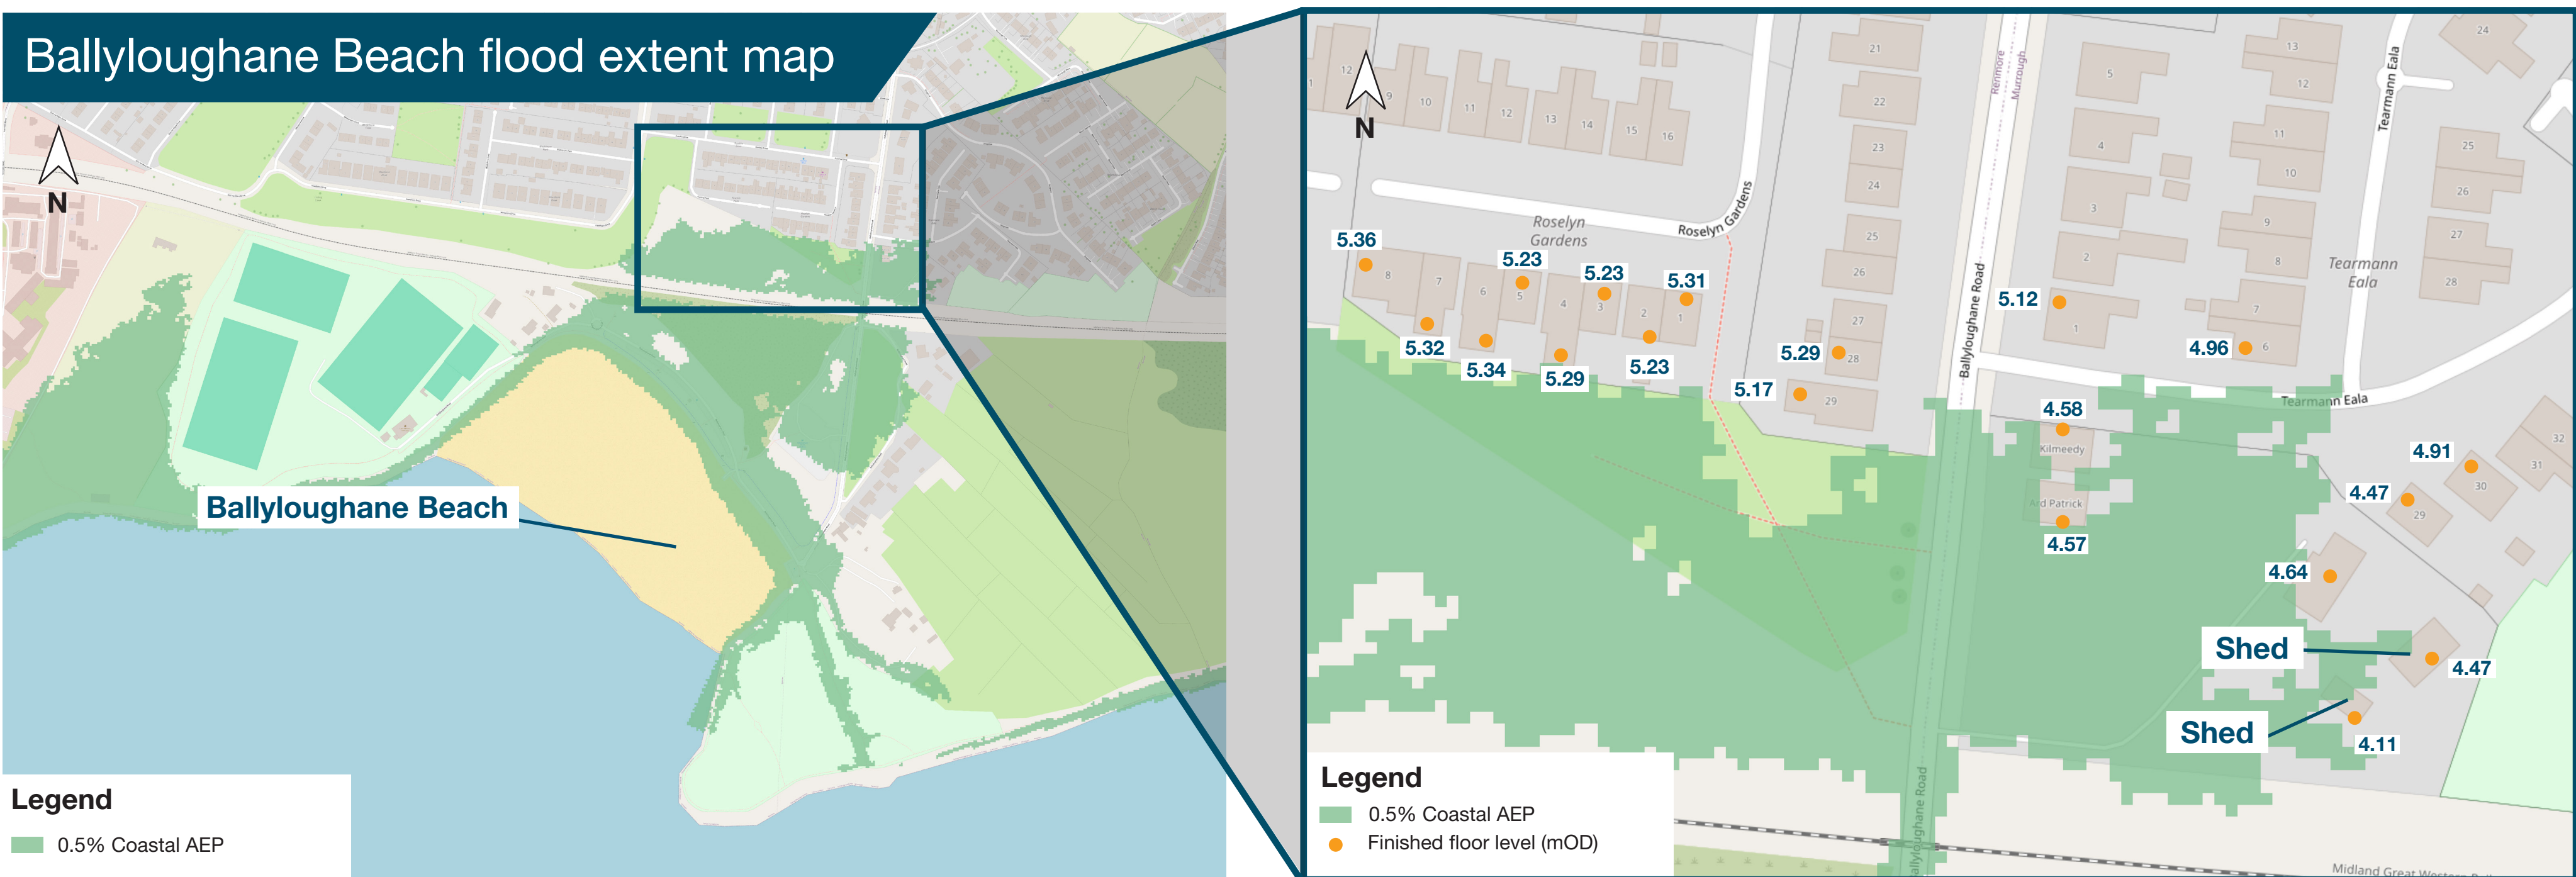 Ballyloughane Beach flood extent map
N
Ballyloughane Beach
Legend
0.5% Coastal AEP
N
12
9
10
11
12
13
14
15
16
21
22
23
24
25
26
27
28
29
Renmore
Murrough
5
4
3
2
1
13
12
11
10
9
8
7
6
24
25
26
27
28
Tearmann Eala
Tearmann
Eala
Tearmann Eala
Roselyn
Gardens
Roselyn Gardens
Ballyloughane Road
8
7
6
5
4
3
2
1
5.36
5.32
5.34
5.23
5.29
5.23
5.23
5.31
5.29
5.17
5.12
4.96
4.58
Kilmeedy
Ard Patrick
4.57
4.91
4.47
29
30
31
32
4.64
Shed
4.47
Shed
4.11
Ballyloughane Road
Legend
0.5% Coastal AEP
Finished floor level (mOD)
Midland Great Western